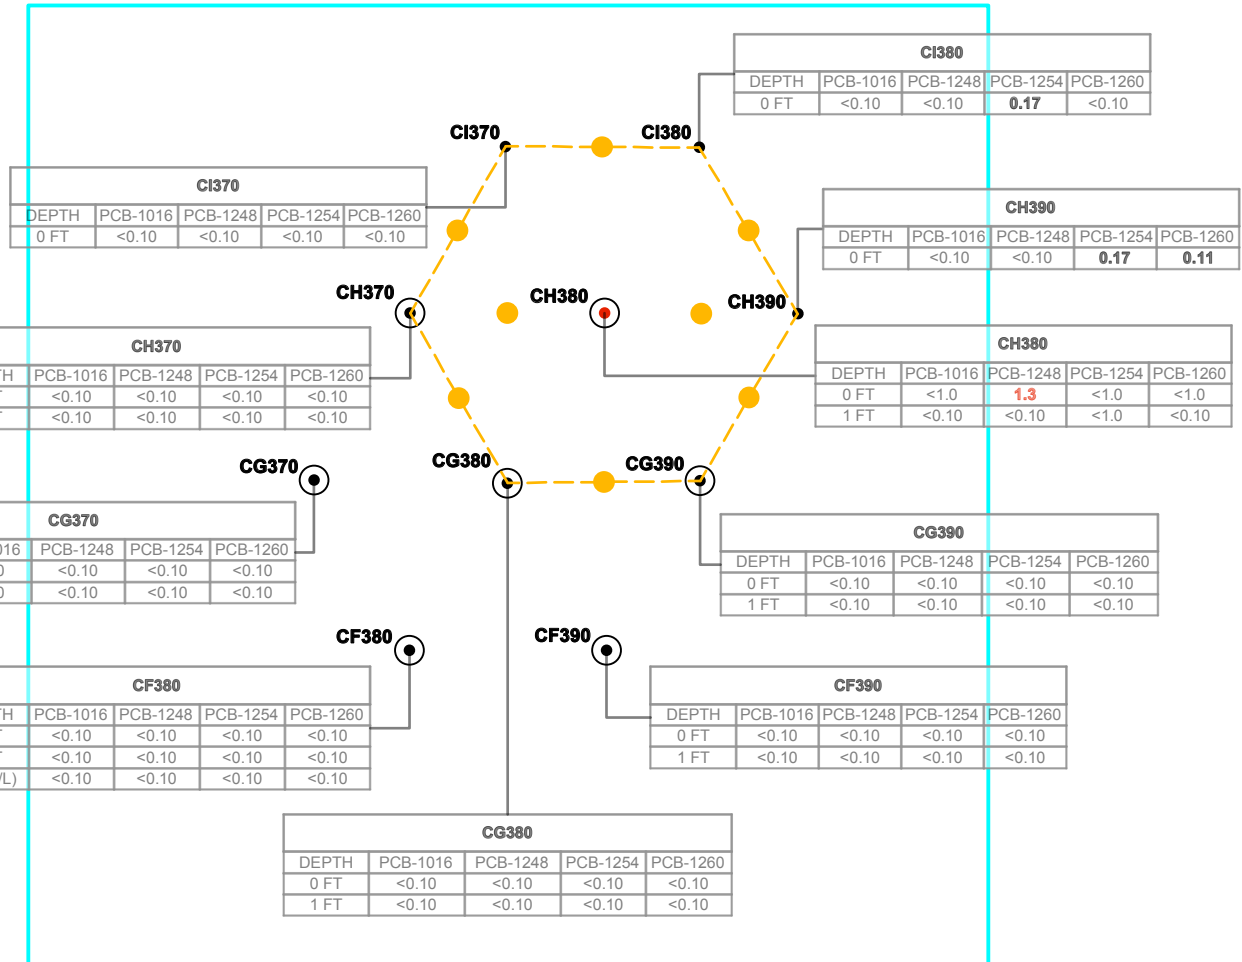 CI380
DEPTH PCB-1016 PCB-1248 PCB-1254 PCB-1260
0 FT <0.10 <0.10 0.17 <0.10
CI370
CI380
CI370
DEPTH PCB-1016 PCB-1248 PCB-1254 PCB-1260
0 FT <0.10 <0.10 <0.10 <0.10
CH390
DEPTH PCB-1016 PCB-1248 PCB-1254 PCB-1260
0 FT <0.10 <0.10 0.17 0.11
CH370
CH380
CH390
CH370
TH PCB-1016 PCB-1248 PCB-1254 PCB-1260
T <0.10 <0.10 <0.10 <0.10
T <0.10 <0.10 <0.10 <0.10
CH380
DEPTH PCB-1016 PCB-1248 PCB-1254 PCB-1260
0 FT <1.0 1.3 <1.0 <1.0
1 FT <0.10 <0.10 <1.0 <0.10
CG370
CG380
CG390
CG370
016 PCB-1248 PCB-1254 PCB-1260
0 <0.10 <0.10 <0.10
0 <0.10 <0.10 <0.10
CG390
DEPTH PCB-1016 PCB-1248 PCB-1254 PCB-1260
0 FT <0.10 <0.10 <0.10 <0.10
1 FT <0.10 <0.10 <0.10 <0.10
CF380
CF390
CF380
TH PCB-1016 PCB-1248 PCB-1254 PCB-1260
T <0.10 <0.10 <0.10 <0.10
T <0.10 <0.10 <0.10 <0.10
/L) <0.10 <0.10 <0.10 <0.10
CF390
DEPTH PCB-1016 PCB-1248 PCB-1254 PCB-1260
0 FT <0.10 <0.10 <0.10 <0.10
1 FT <0.10 <0.10 <0.10 <0.10
CG380
DEPTH PCB-1016 PCB-1248 PCB-1254 PCB-1260
0 FT <0.10 <0.10 <0.10 <0.10
1 FT <0.10 <0.10 <0.10 <0.10